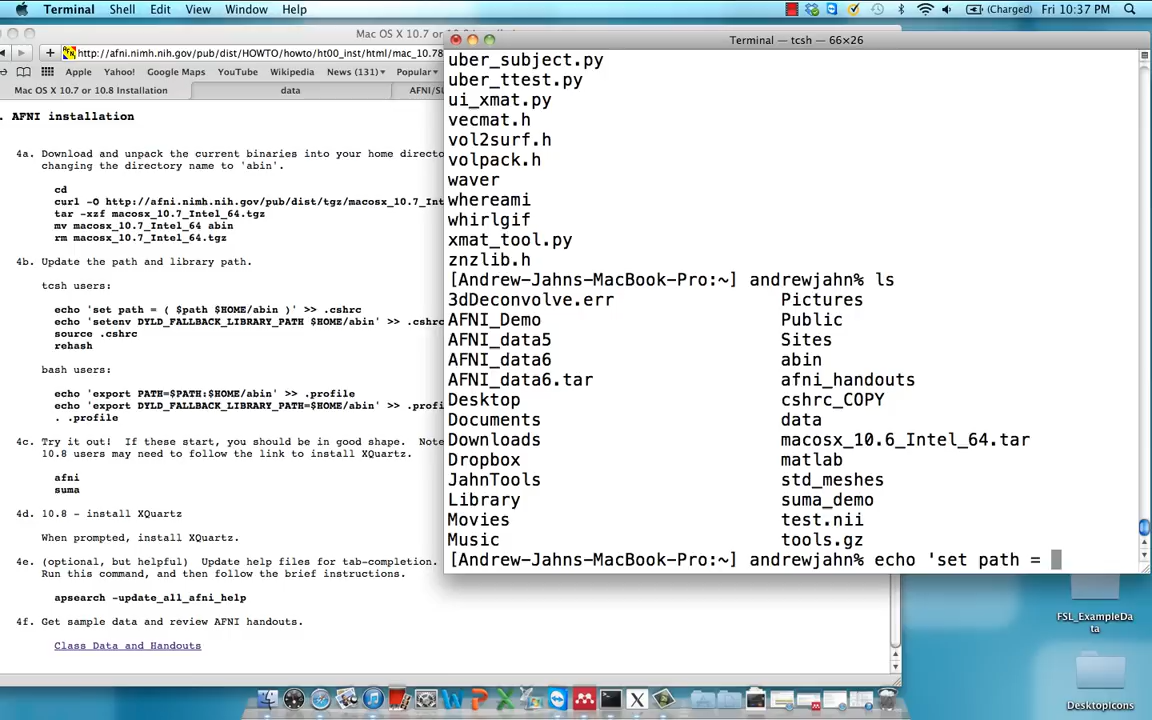 Terminal Shell Edit View Window Help (Charged) Fri 10:37 PM
Mac OS X 10.7 or 10.8 Installation
http://afni.nimh.nih.gov/pub/dist/HOWTO/howto/ht00_inst/html/mac_10.78
Apple Yahoo! Google Maps YouTube Wikipedia News (131) Popular
Mac OS X 10.7 or 10.8 Installation data AFNI/SU
. AFNI installation
4a. Download and unpack the current binaries into your home directo
changing the directory name to 'abin'.
cd
curl -O http://afni.nimh.nih.gov/pub/dist/tgz/macosx_10.7_Int
tar -xzf macosx_10.7_Intel_64.tgz
mv macosx_10.7_Intel_64 abin
rm macosx_10.7_Intel_64.tgz
4b. Update the path and library path.
tcsh users:
echo 'set path = ( $path $HOME/abin )' >> .cshrc
echo 'setenv DYLD_FALLBACK_LIBRARY_PATH $HOME/abin' >> .cshrc
source .cshrc
rehash
bash users:
echo 'export PATH=$PATH:$HOME/abin' >> .profile
echo 'export DYLD_FALLBACK_LIBRARY_PATH=$HOME/abin' >> .profi
. .profile
4c. Try it out! If these start, you should be in good shape. Note
10.8 users may need to follow the link to install XQuartz.
afni
suma
4d. 10.8 - install XQuartz
When prompted, install XQuartz.
4e. (optional, but helpful) Update help files for tab-completion.
Run this command, and then follow the brief instructions.
apsearch -update_all_afni_help
4f. Get sample data and review AFNI handouts.
Class Data and Handouts
Terminal — tcsh — 66×26
uber_subject.py
uber_ttest.py
ui_xmat.py
vecmat.h
vol2surf.h
volpack.h
waver
whereami
whirlgif
xmat_tool.py
znzlib.h
[Andrew-Jahns-MacBook-Pro:~] andrewjahn% ls
3dDeconvolve.err Pictures
AFNI_Demo Public
AFNI_data5 Sites
AFNI_data6 abin
AFNI_data6.tar afni_handouts
Desktop cshrc_COPY
Documents data
Downloads macosx_10.6_Intel_64.tar
Dropbox matlab
JahnTools std_meshes
Library suma_demo
Movies test.nii
Music tools.gz
[Andrew-Jahns-MacBook-Pro:~] andrewjahn% echo 'set path =
FSL_ExampleDa
ta
DesktopIcons